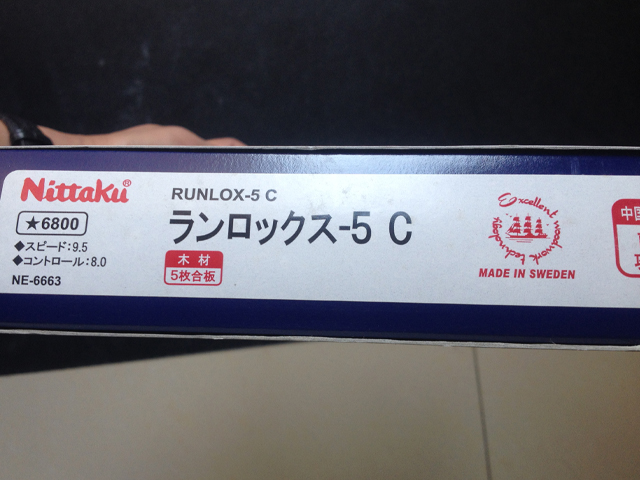 Nittaku®
★6800
◆スピード:9.5
◆コントロール:8.0
NE-6663
RUNLOX-5 C
ランロックス-5 C
木材
5枚合板
Excellent woodwork technology
MADE IN SWEDEN
中国